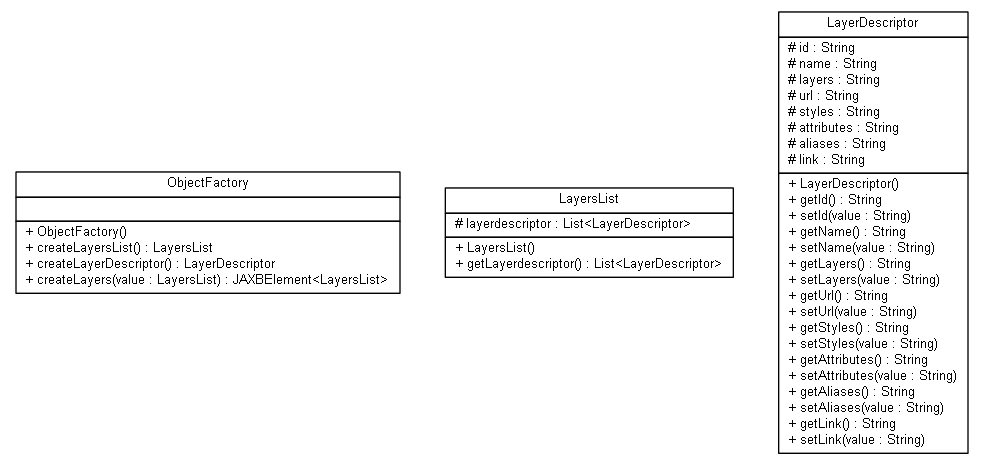 ObjectFactory
+ ObjectFactory()
+ createLayersList() : LayersList
+ createLayerDescriptor() : LayerDescriptor
+ createLayers(value : LayersList) : JAXBElement<LayersList>
LayersList
# layerdescriptor : List<LayerDescriptor>
+ LayersList()
+ getLayerdescriptor() : List<LayerDescriptor>
LayerDescriptor
# id : String
# name : String
# layers : String
# url : String
# styles : String
# attributes : String
# aliases : String
# link : String
+ LayerDescriptor()
+ getId() : String
+ setId(value : String)
+ getName() : String
+ setName(value : String)
+ getLayers() : String
+ setLayers(value : String)
+ getUrl() : String
+ setUrl(value : String)
+ getStyles() : String
+ setStyles(value : String)
+ getAttributes() : String
+ setAttributes(value : String)
+ getAliases() : String
+ setAliases(value : String)
+ getLink() : String
+ setLink(value : String)